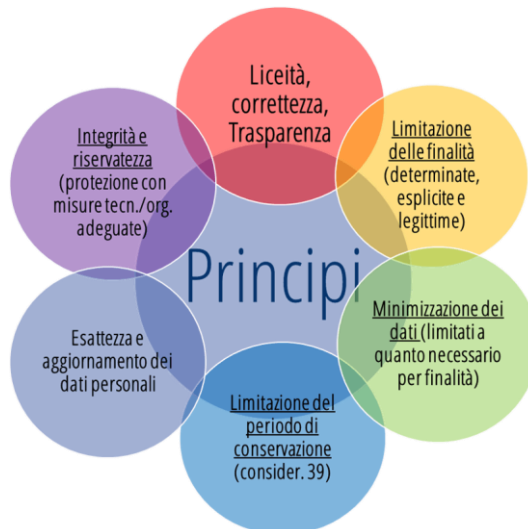 Liceità,
correttezza,
Trasparenza
Limitazione
delle finalità
(determinate,
esplicite e
legittime)
Minimizzazione dei
dati (limitati a
quanto necessario
per finalità)
Limitazione del
periodo di
conservazione
(consider. 39)
Esattezza e
aggiornamento dei
dati personali
Integrità e
riservatezza
(protezione con
misure tecn./org.
adeguate)
Principi